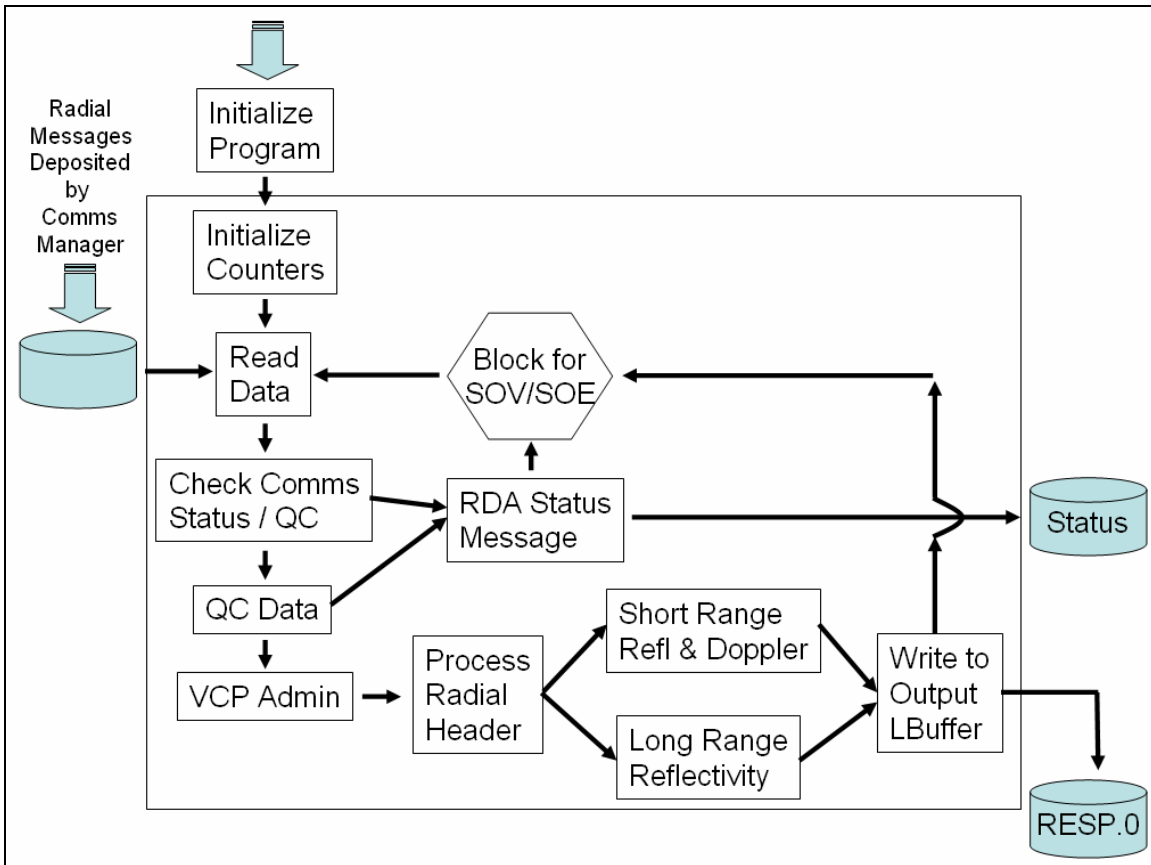 Initialize
Program
Radial
Messages
Deposited
by
Comms
Manager
Initialize
Counters
Read
Data
Block for
SOV/SOE
Check Comms
Status / QC
RDA Status
Message
Status
QC Data
VCP Admin
Process
Radial
Header
Short Range
Refl & Doppler
Long Range
Reflectivity
Write to
Output
LBuffer
RESP.0